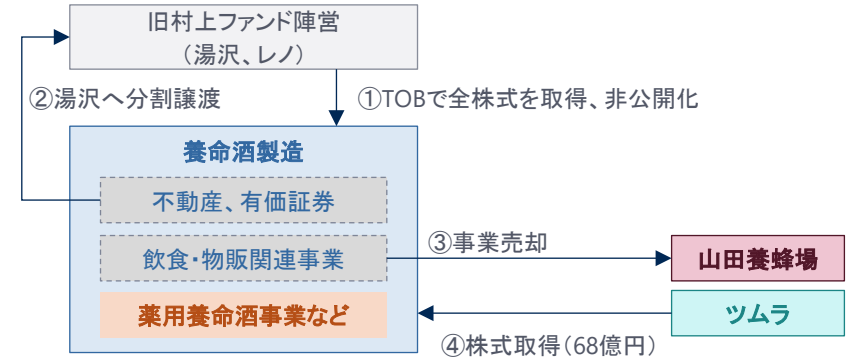 旧村上ファンド陣営
（湯沢、レノ）
②湯沢へ分割譲渡
①TOBで全株式を取得、非公開化
養命酒製造
不動産、有価証券
飲食・物販関連事業
③事業売却
山田養蜂場
薬用養命酒事業など
ツムラ
④株式取得（68億円）